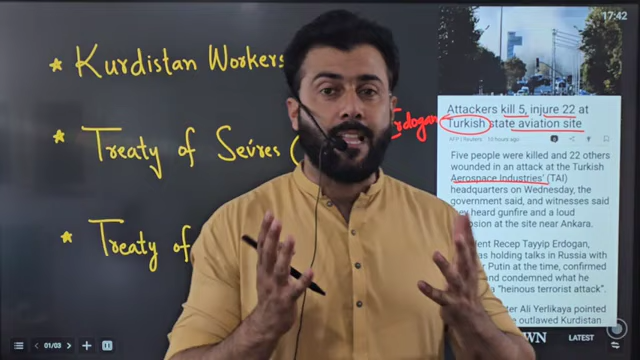 17:42
* Kurdistan Workers
* Treaty of Sevres (
* Treaty of
Erdogan
Attackers kill 5, injure 22 at
Turkish state aviation site
AFP | Reuters 10 hours ago
Five people were killed and 22 others
wounded in an attack at the Turkish
Aerospace Industries' (TAI)
headquarters on Wednesday, the
government said, and witnesses said
they heard gunfire and a loud
at the site near Ankara.
Recep Tayyip Erdogan,
holding talks in Russia with
Putin at the time, confirmed
and condemned what he
a "heinous terrorist attack".
Ali Yerlikaya pointed
outlawed Kurdistan
LATEST
01/03